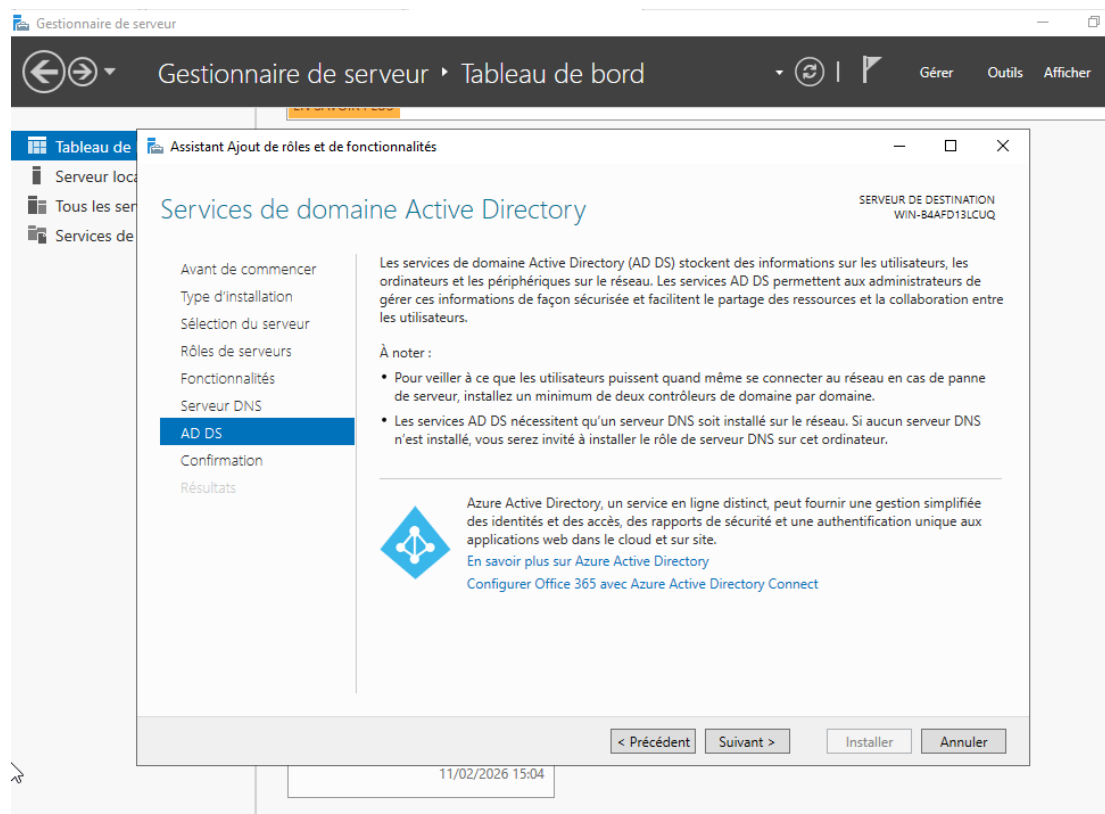 Gestionnaire de serveur
Gestionnaire de serveur Tableau de bord
Gérer Outils Afficher
EN SAVOIR PLUS
Tableau de
Serveur loca
Tous les ser
Services de
Assistant Ajout de rôles et de fonctionnalités
Services de domaine Active Directory
SERVEUR DE DESTINATION
WIN-B4AFD13LCUQ
Avant de commencer
Type d'installation
Sélection du serveur
Rôles de serveurs
Fonctionnalités
Serveur DNS
AD DS
Confirmation
Résultats
Les services de domaine Active Directory (AD DS) stockent des informations sur les utilisateurs, les
ordinateurs et les périphériques sur le réseau. Les services AD DS permettent aux administrateurs de
gérer ces informations de façon sécurisée et facilitent le partage des ressources et la collaboration entre
les utilisateurs.
À noter :
• Pour veiller à ce que les utilisateurs puissent quand même se connecter au réseau en cas de panne
de serveur, installez un minimum de deux contrôleurs de domaine par domaine.
• Les services AD DS nécessitent qu'un serveur DNS soit installé sur le réseau. Si aucun serveur DNS
n'est installé, vous serez invité à installer le rôle de serveur DNS sur cet ordinateur.
Azure Active Directory, un service en ligne distinct, peut fournir une gestion simplifiée
des identités et des accès, des rapports de sécurité et une authentification unique aux
applications web dans le cloud et sur site.
En savoir plus sur Azure Active Directory
Configurer Office 365 avec Azure Active Directory Connect
< Précédent Suivant > Installer Annuler
11/02/2026 15:04